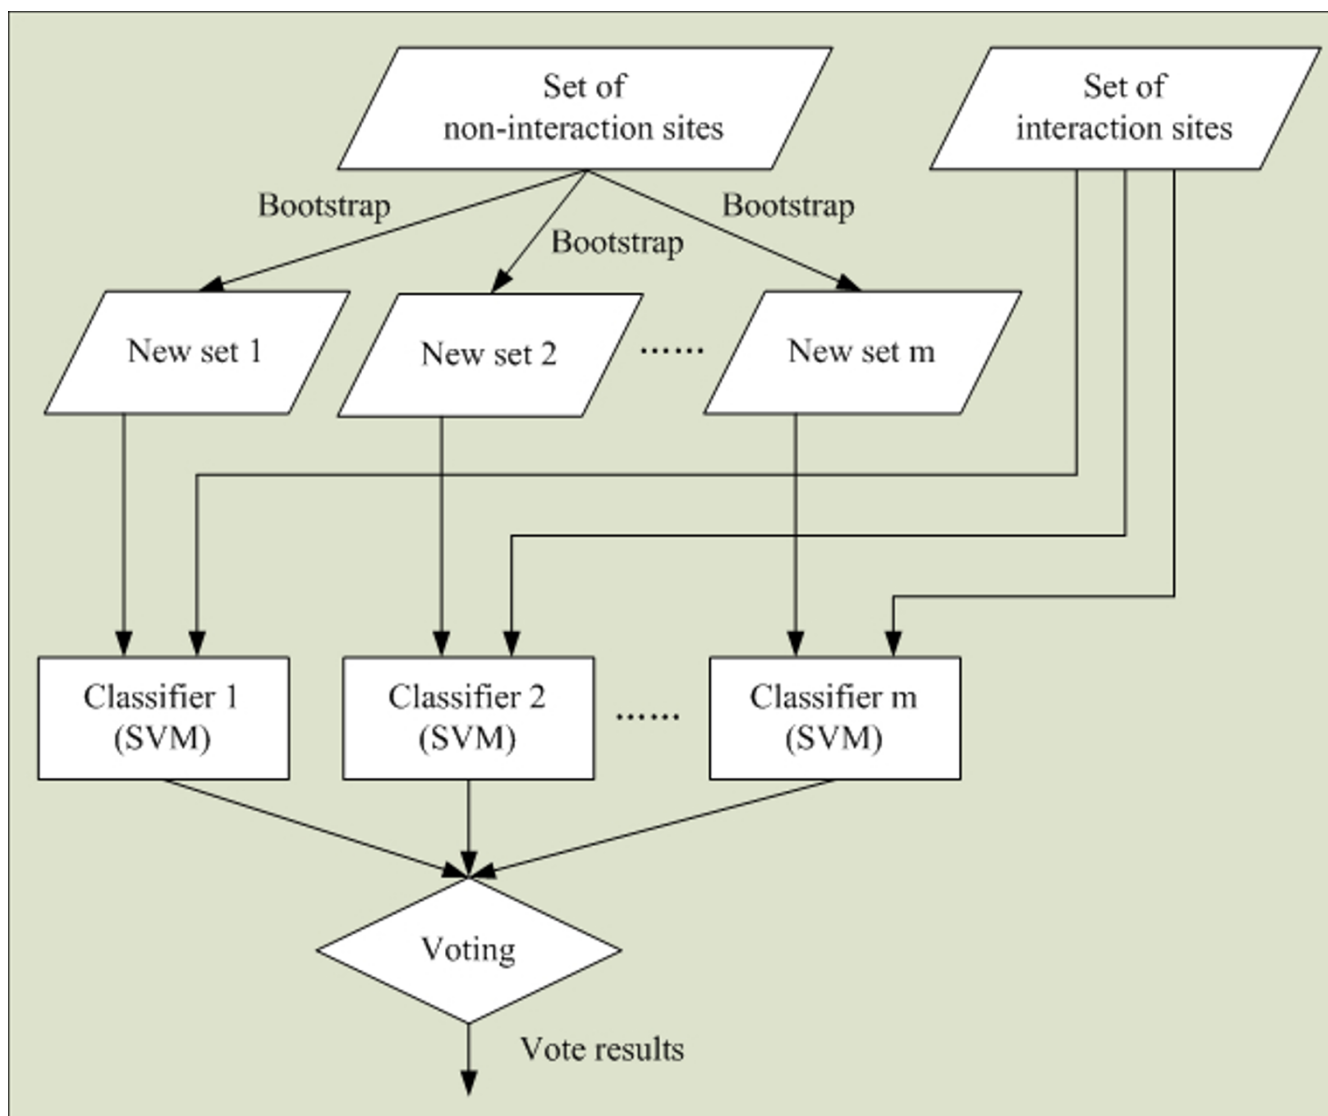 Set of
non-interaction sites
Set of
interaction sites
Bootstrap
Bootstrap
Bootstrap
New set 1
New set 2
......
New set m
Classifier 1
(SVM)
Classifier 2
(SVM)
......
Classifier m
(SVM)
Voting
Vote results